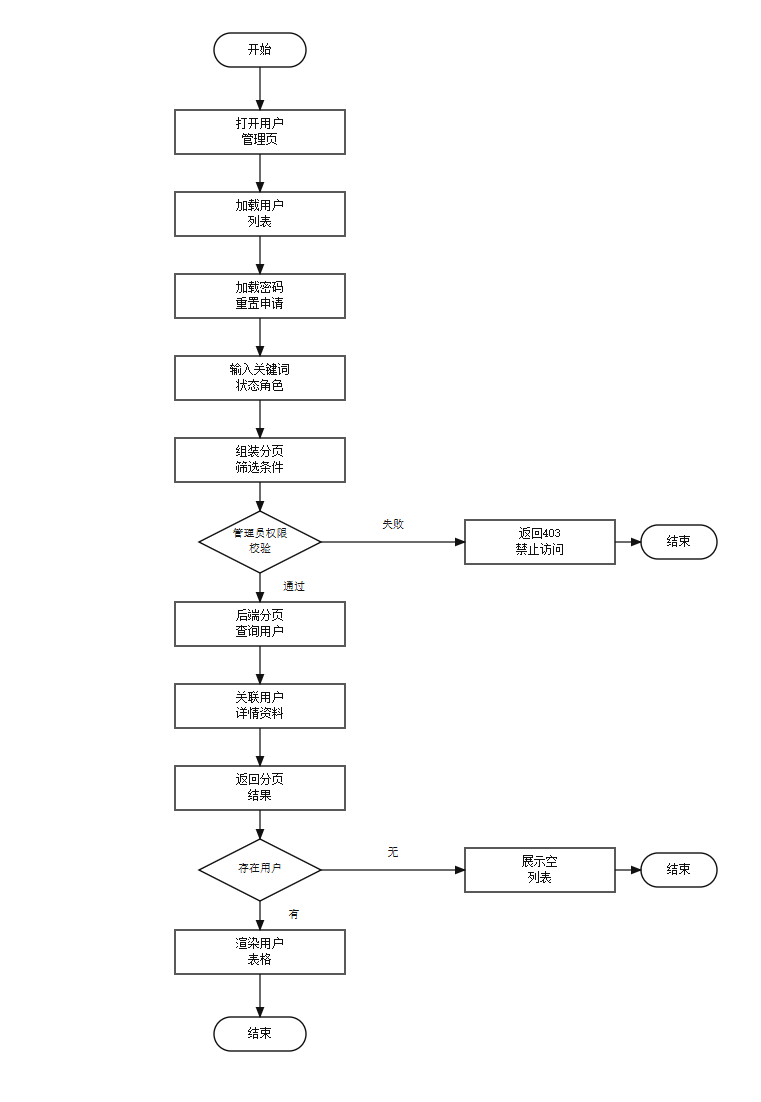 开始
打开用户
管理页
加载用户
列表
加载密码
重置申请
输入关键词
状态角色
组装分页
筛选条件
管理员权限
校验
失败
返回403
禁止访问
结束
通过
后端分页
查询用户
关联用户
详情资料
返回分页
结果
存在用户
无
展示空
列表
结束
有
渲染用户
表格
结束